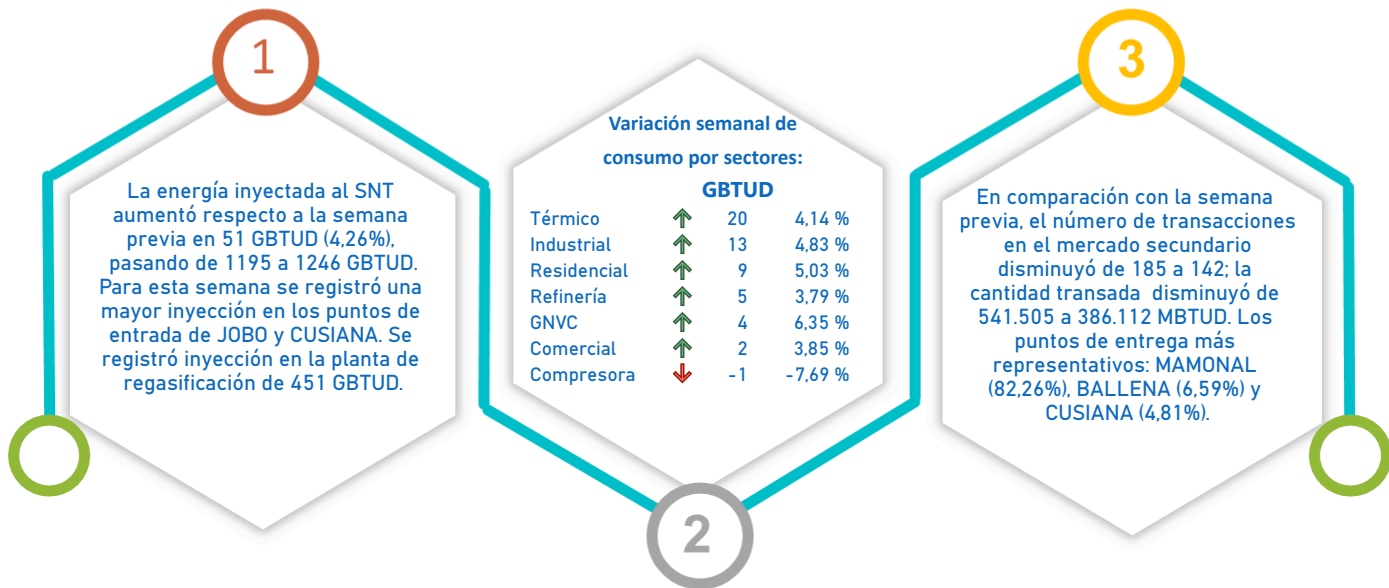 1
La energía inyectada al SNT
aumentó respecto a la semana
previa en 51 GBTUD (4,26%),
pasando de 1195 a 1246 GBTUD.
Para esta semana se registró una
mayor inyección en los puntos de
entrada de JOBO y CUSIANA. Se
registró inyección en la planta de
regasificación de 451 GBTUD.
Variación semanal de
consumo por sectores:
GBTUD
Térmico 20 4,14 %
Industrial 13 4,83 %
Residencial 9 5,03 %
Refinería 5 3,79 %
GNVC 4 6,35 %
Comercial 2 3,85 %
Compresora -1 -7,69 %
2
3
En comparación con la semana
previa, el número de transacciones
en el mercado secundario
disminuyó de 185 a 142; la
cantidad transada disminuyó de
541.505 a 386.112 MBTUD. Los
puntos de entrega más
representativos: MAMONAL
(82,26%), BALLENA (6,59%) y
CUSIANA (4,81%).